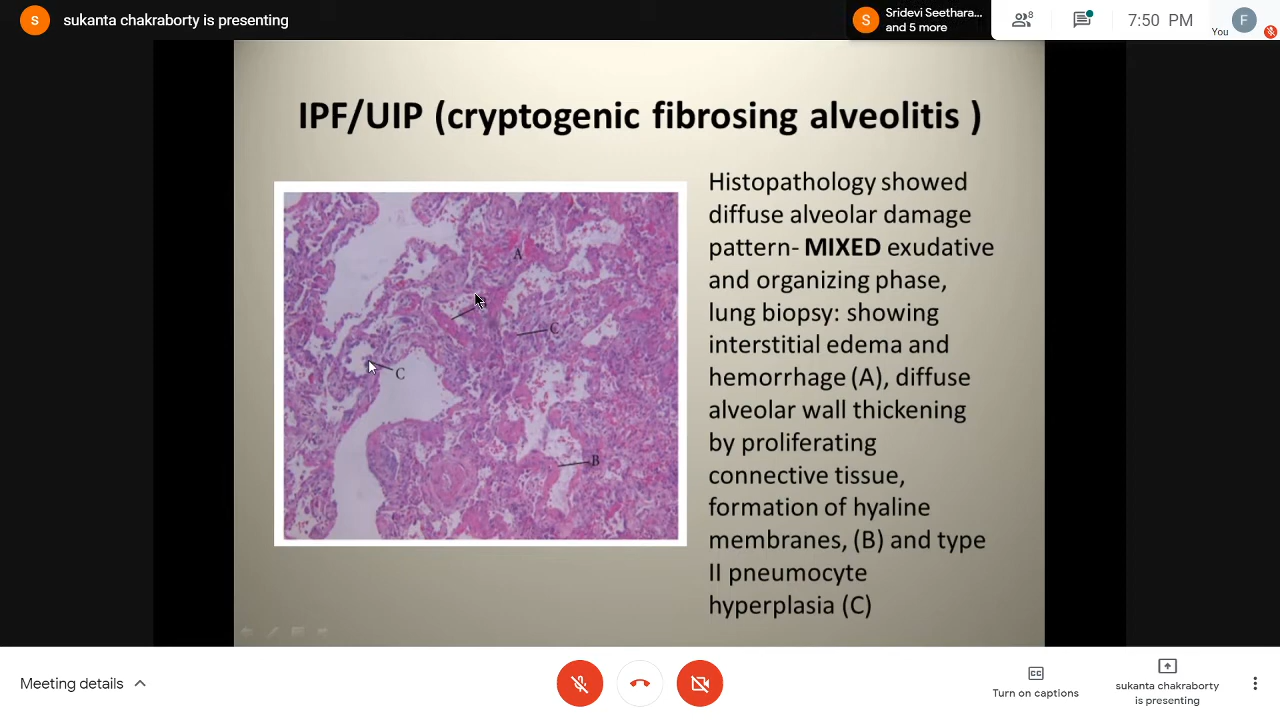 S
sukanta chakraborty is presenting
S
Sridevi Seethara...
and 5 more
8
7:50 PM
You
F
IPF/UIP (cryptogenic fibrosing alveolitis )
A
C
C
B
Histopathology showed
diffuse alveolar damage
pattern- MIXED exudative
and organizing phase,
lung biopsy: showing
interstitial edema and
hemorrhage (A), diffuse
alveolar wall thickening
by proliferating
connective tissue,
formation of hyaline
membranes, (B) and type
II pneumocyte
hyperplasia (C)
Meeting details
CC
Turn on captions
sukanta chakraborty
is presenting